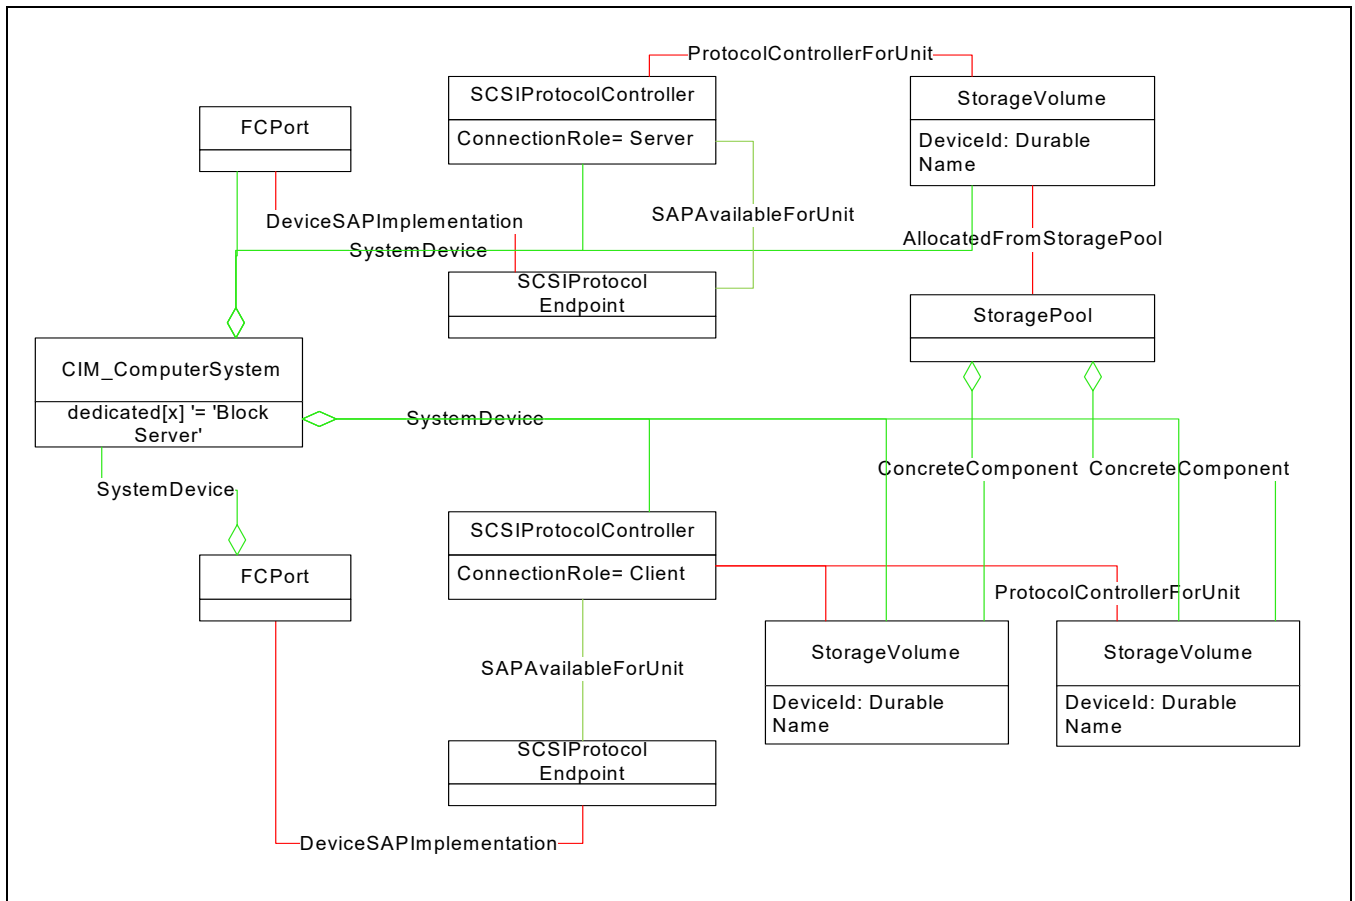 ProtocolControllerForUnit
SCSIProtocolController
StorageVolume
FCPort
ConnectionRole= Server
DeviceId: Durable
Name
DeviceSAPImplementation
SAPAvailableForUnit
SystemDevice
AllocatedFromStoragePool
SCSIProtocol
Endpoint
StoragePool
CIM_ComputerSystem
dedicated[x] '= 'Block
Server'
SystemDevice
ConcreteComponent
ConcreteComponent
SystemDevice
SCSIProtocolController
FCPort
ConnectionRole= Client
ProtocolControllerForUnit
StorageVolume
StorageVolume
SAPAvailableForUnit
DeviceId: Durable
Name
DeviceId: Durable
Name
SCSIProtocol
Endpoint
DeviceSAPImplementation